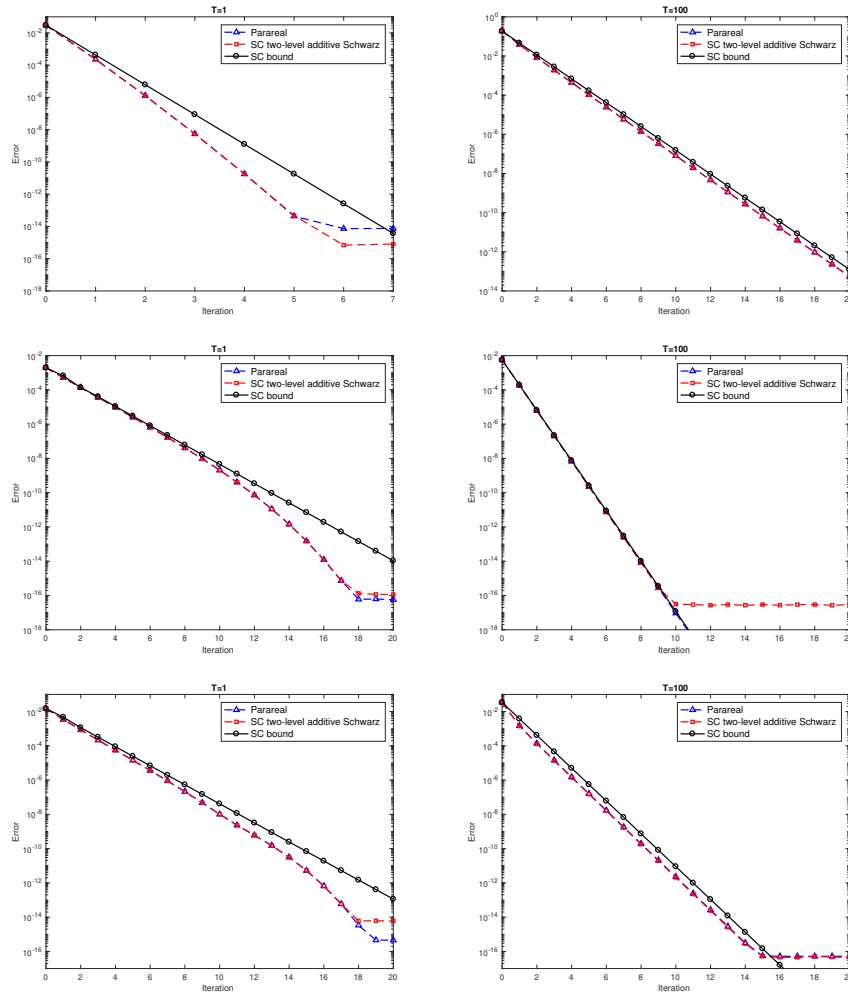 T=1
Parareal
SC two-level additive Schwarz
SC bound
Error
10^-2
10^-4
10^-6
10^-8
10^-10
10^-12
10^-14
10^-16
10^-18
0 1 2 3 4 5 6 7
Iteration
T=100
Parareal
SC two-level additive Schwarz
SC bound
Error
10^0
10^-2
10^-4
10^-6
10^-8
10^-10
10^-12
10^-14
0 2 4 6 8 10 12 14 16 18
Iteration
T=1
Parareal
SC two-level additive Schwarz
SC bound
Error
10^-2
10^-4
10^-6
10^-8
10^-10
10^-12
10^-14
10^-16
10^-18
0 2 4 6 8 10 12 14 16 18 20
Iteration
T=100
Parareal
SC two-level additive Schwarz
SC bound
Error
10^-2
10^-4
10^-6
10^-8
10^-10
10^-12
10^-14
10^-16
10^-18
0 2 4 6 8 10 12 14 16 18
Iteration
T=1
Parareal
SC two-level additive Schwarz
SC bound
Error
10^-2
10^-4
10^-6
10^-8
10^-10
10^-12
10^-14
10^-16
0 2 4 6 8 10 12 14 16 18 20
Iteration
T=100
Parareal
SC two-level additive Schwarz
SC bound
Error
10^-2
10^-4
10^-6
10^-8
10^-10
10^-12
10^-14
10^-16
0 2 4 6 8 10 12 14 16 18
Iteration